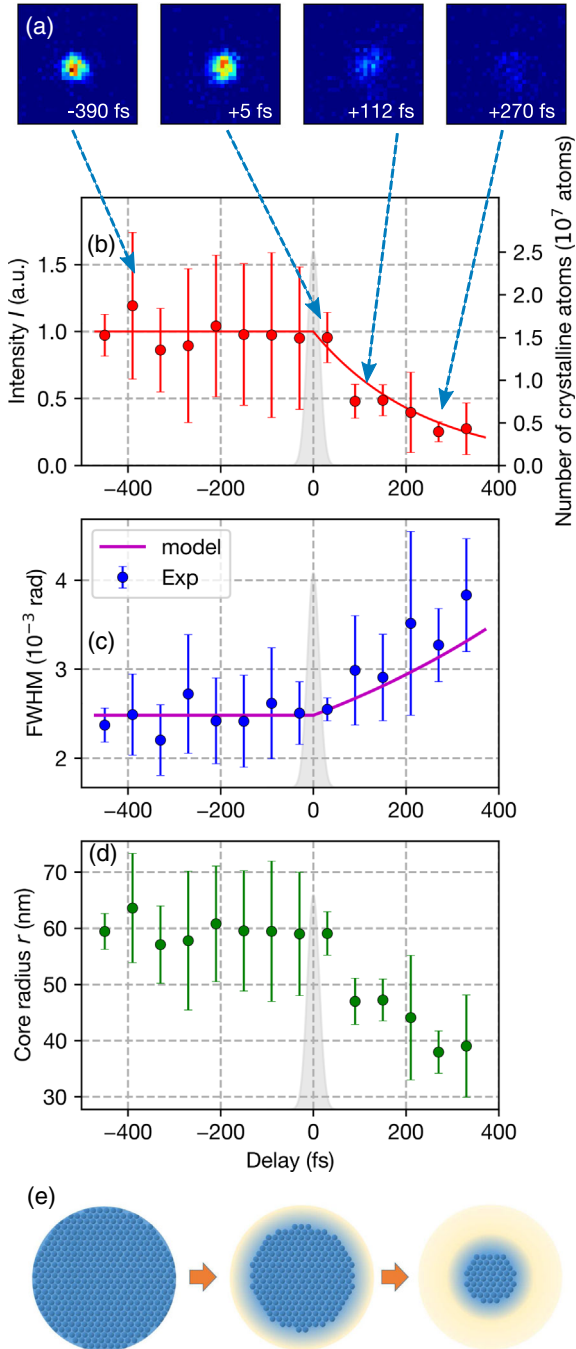 (a)
-390 fs
+5 fs
+112 fs
+270 fs
(b)
Intensity I (a.u.)
1.5
1.0
0.5
0.0
Number of crystalline atoms (10⁷ atoms)
2.5
2.0
1.5
1.0
0.5
0.0
−400
−200
0
200
400
model
Exp
(c)
FWHM (10⁻³ rad)
4
3
2
−400
−200
0
200
400
(d)
Core radius r (nm)
70
60
50
40
30
−400
−200
0
200
400
Delay (fs)
(e)